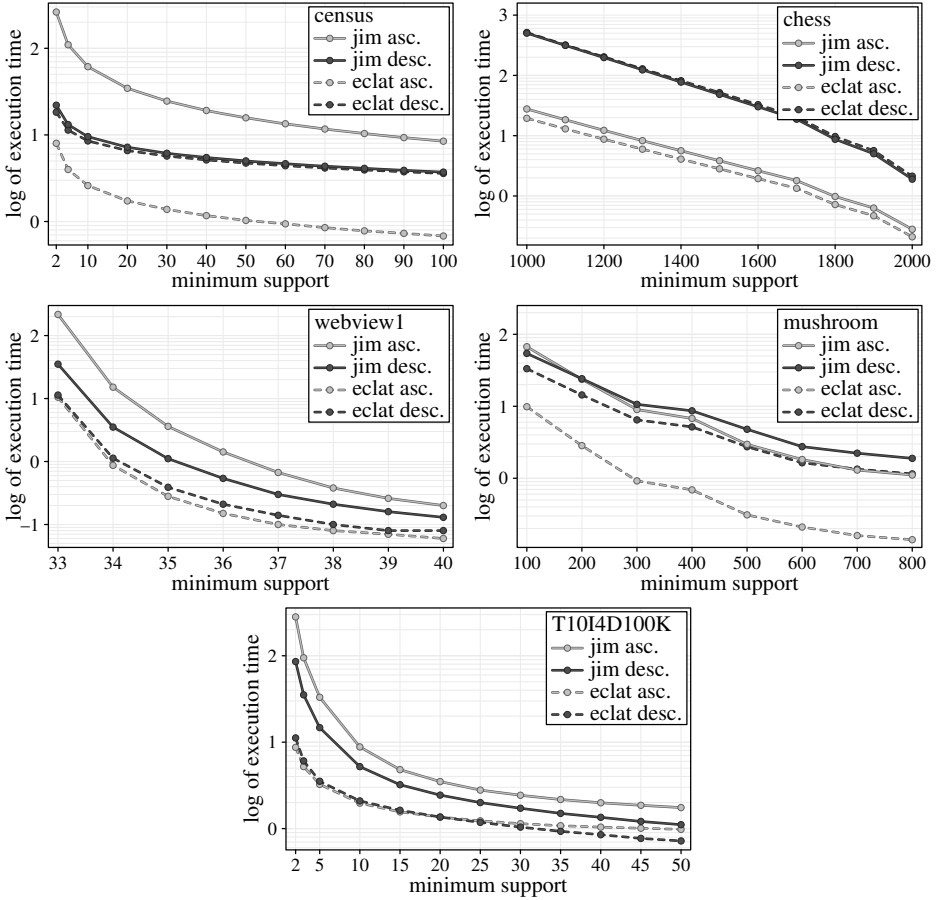 census
jim asc.
jim desc.
eclat asc.
eclat desc.
log of execution time
2
1
0
2 10 20 30 40 50 60 70 80 90 100
minimum support
chess
jim asc.
jim desc.
eclat asc.
eclat desc.
log of execution time
3
2
1
0
1000 1200 1400 1600 1800 2000
minimum support
webview1
jim asc.
jim desc.
eclat asc.
eclat desc.
log of execution time
2
1
0
−1
33 34 35 36 37 38 39 40
minimum support
mushroom
jim asc.
jim desc.
eclat asc.
eclat desc.
log of execution time
2
1
0
100 200 300 400 500 600 700 800
minimum support
T10I4D100K
jim asc.
jim desc.
eclat asc.
eclat desc.
log of execution time
2
1
0
2 5 10 15 20 25 30 35 40 45 50
minimum support